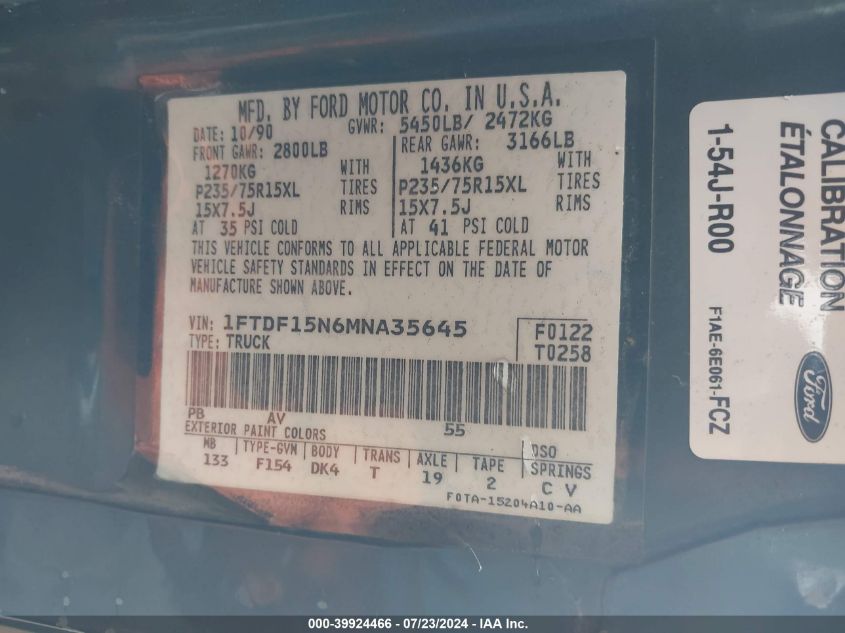 MFD. BY FORD MOTOR CO. IN U.S.A.
DATE: 10/90 GVWR: 5450LB/ 2472KG
FRONT GAWR: 2800LB REAR GAWR: 3166LB
1270KG WITH 1436KG WITH
P235/75R15XL TIRES P235/75R15XL TIRES
15X7.5J RIMS 15X7.5J RIMS
AT 35 PSI COLD AT 41 PSI COLD
THIS VEHICLE CONFORMS TO ALL APPLICABLE FEDERAL MOTOR
VEHICLE SAFETY STANDARDS IN EFFECT ON THE DATE OF
MANUFACTURE SHOWN ABOVE.
VIN: 1FTDF15N6MNA35645 F0122
TYPE: TRUCK T0258
PB AV 55
EXTERIOR PAINT COLORS DSO
WB TYPE-GVW BODY TRANS AXLE TAPE SPRINGS
133 F154 DK4 T 19 2 C V
F0TA-15204A10-AA
CALIBRATION
ÉTALONNAGE
1-54J-R00
F1AE-6E061-FCZ
Ford
000-39924466 - 07/23/2024 - IAA Inc.